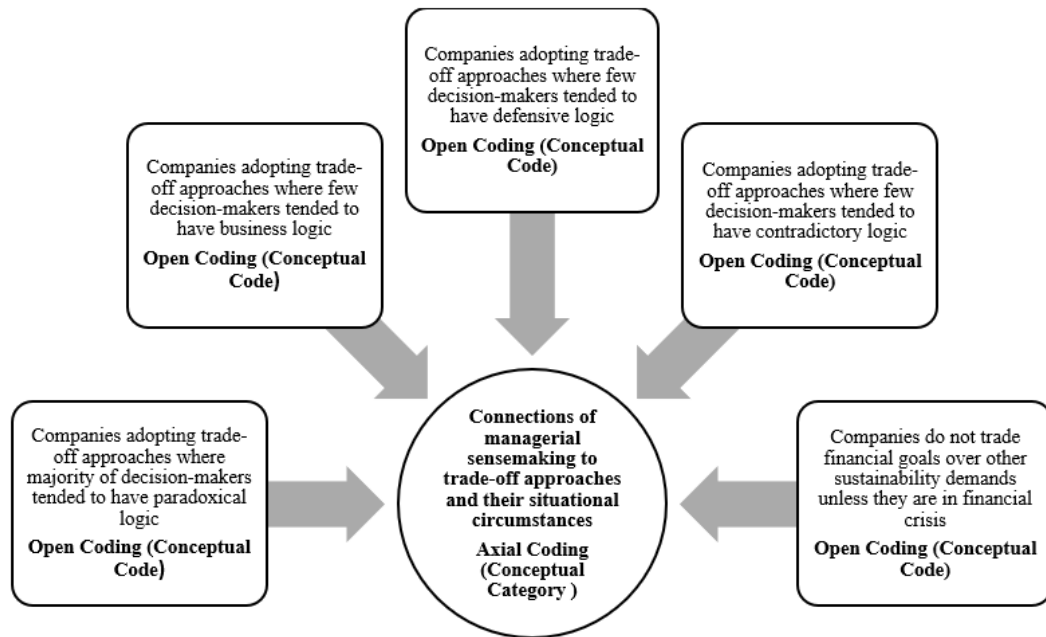 Companies adopting trade-
off approaches where few
decision-makers tended to
have defensive logic
Open Coding (Conceptual
Code)
Companies adopting trade-
off approaches where few
decision-makers tended to
have business logic
Open Coding (Conceptual
Code)
Companies adopting trade-
off approaches where few
decision-makers tended to
have contradictory logic
Open Coding (Conceptual
Code)
Companies adopting trade-
off approaches where
majority of decision-makers
tended to have paradoxical
logic
Open Coding (Conceptual
Code)
Connections of
managerial
sensemaking to
trade-off approaches
and their situational
circumstances
Axial Coding
(Conceptual
Category )
Companies do not trade
financial goals over other
sustainability demands
unless they are in financial
crisis
Open Coding (Conceptual
Code)